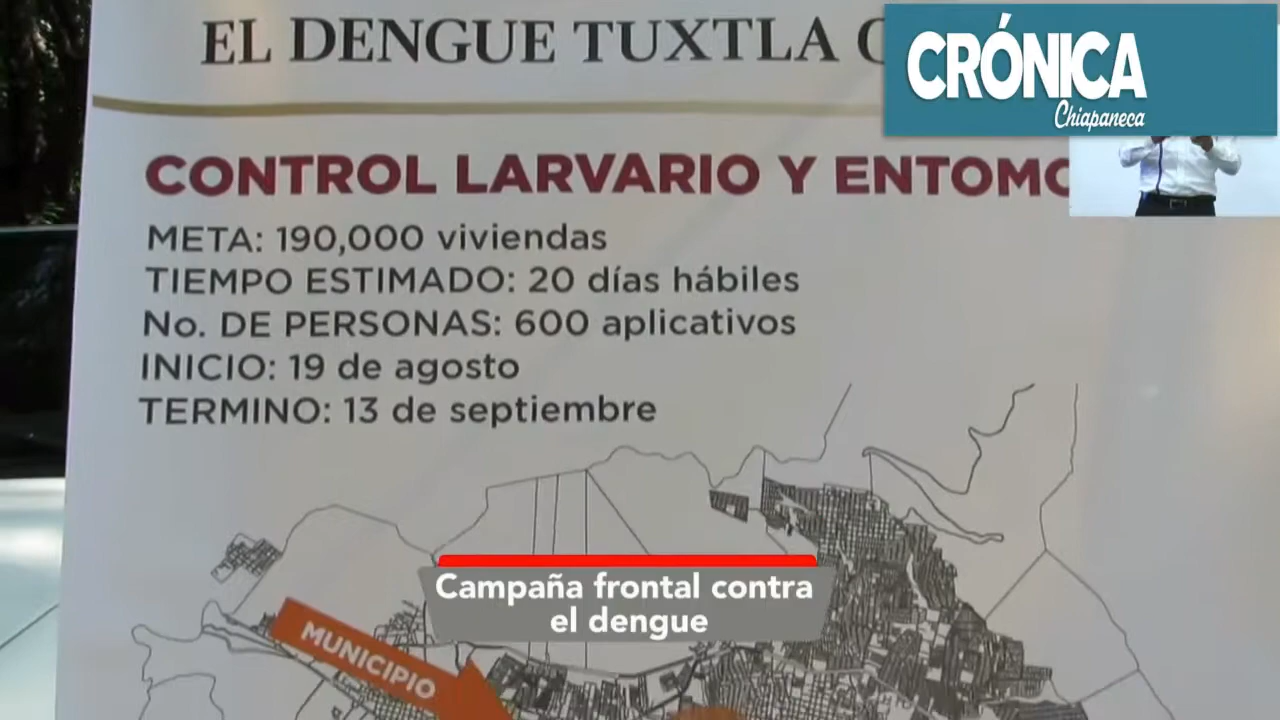 EL DENGUE TUXTLA
CRÓNICA
Chiapaneca
CONTROL LARVARIO Y
META: 190,000 viviendas
TIEMPO ESTIMADO: 20 días hábiles
No. DE PERSONAS: 600 aplicativos
INICIO: 19 de agosto
TERMINO: 13 de septiembre
Campaña frontal contra
el dengue
MUNICIPIO